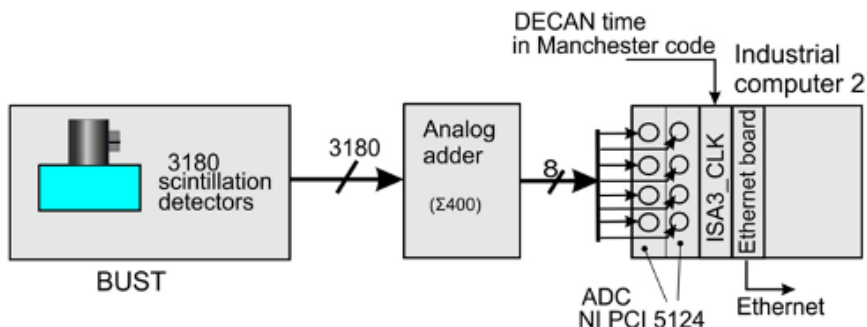 DECAN time
in Manchester code
Industrial
computer 2
3180
scintillation
detectors
3180
Analog
adder
(Σ400)
8
ISA3_CLK
Ethernet board
BUST
ADC
NI PCI 5124
Ethernet